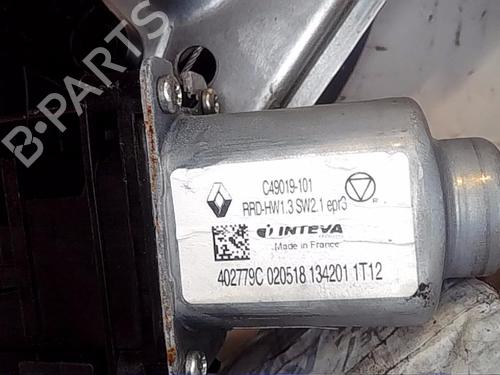 B-PARTS
C49019-101
RRD-HW1.3 SW2.1 epr3
INTEVA
Made in France
402779C 020518 134201 1T12